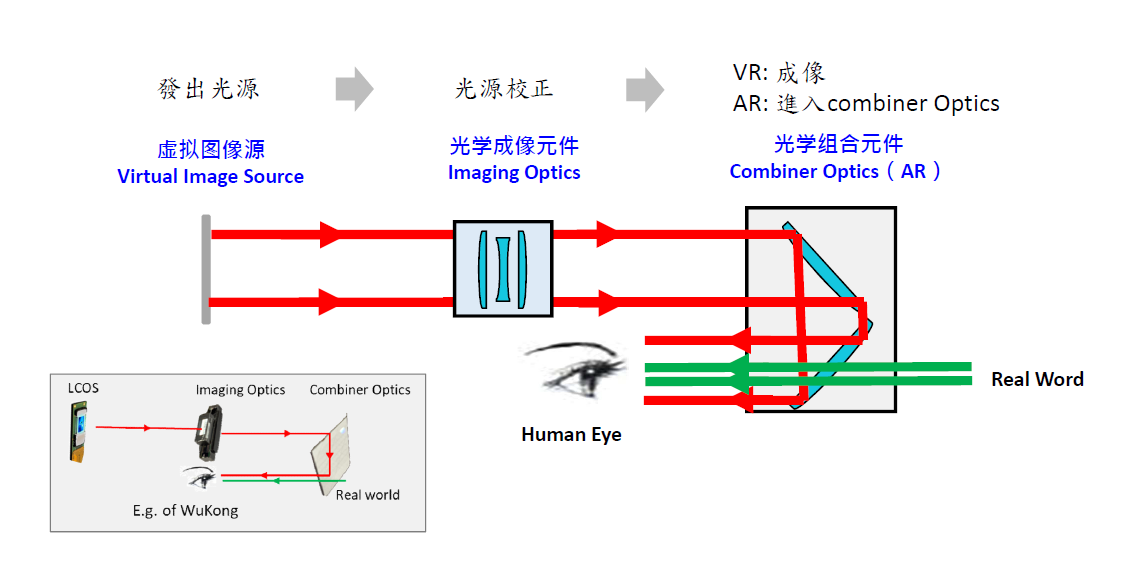 發出光源
光源校正
VR: 成像
AR: 進入combiner Optics
虚拟图像源
Virtual Image Source
光学成像元件
Imaging Optics
光学组合元件
Combiner Optics（AR）
Real Word
Human Eye
LCOS
Imaging Optics
Combiner Optics
Real world
E.g. of WuKong